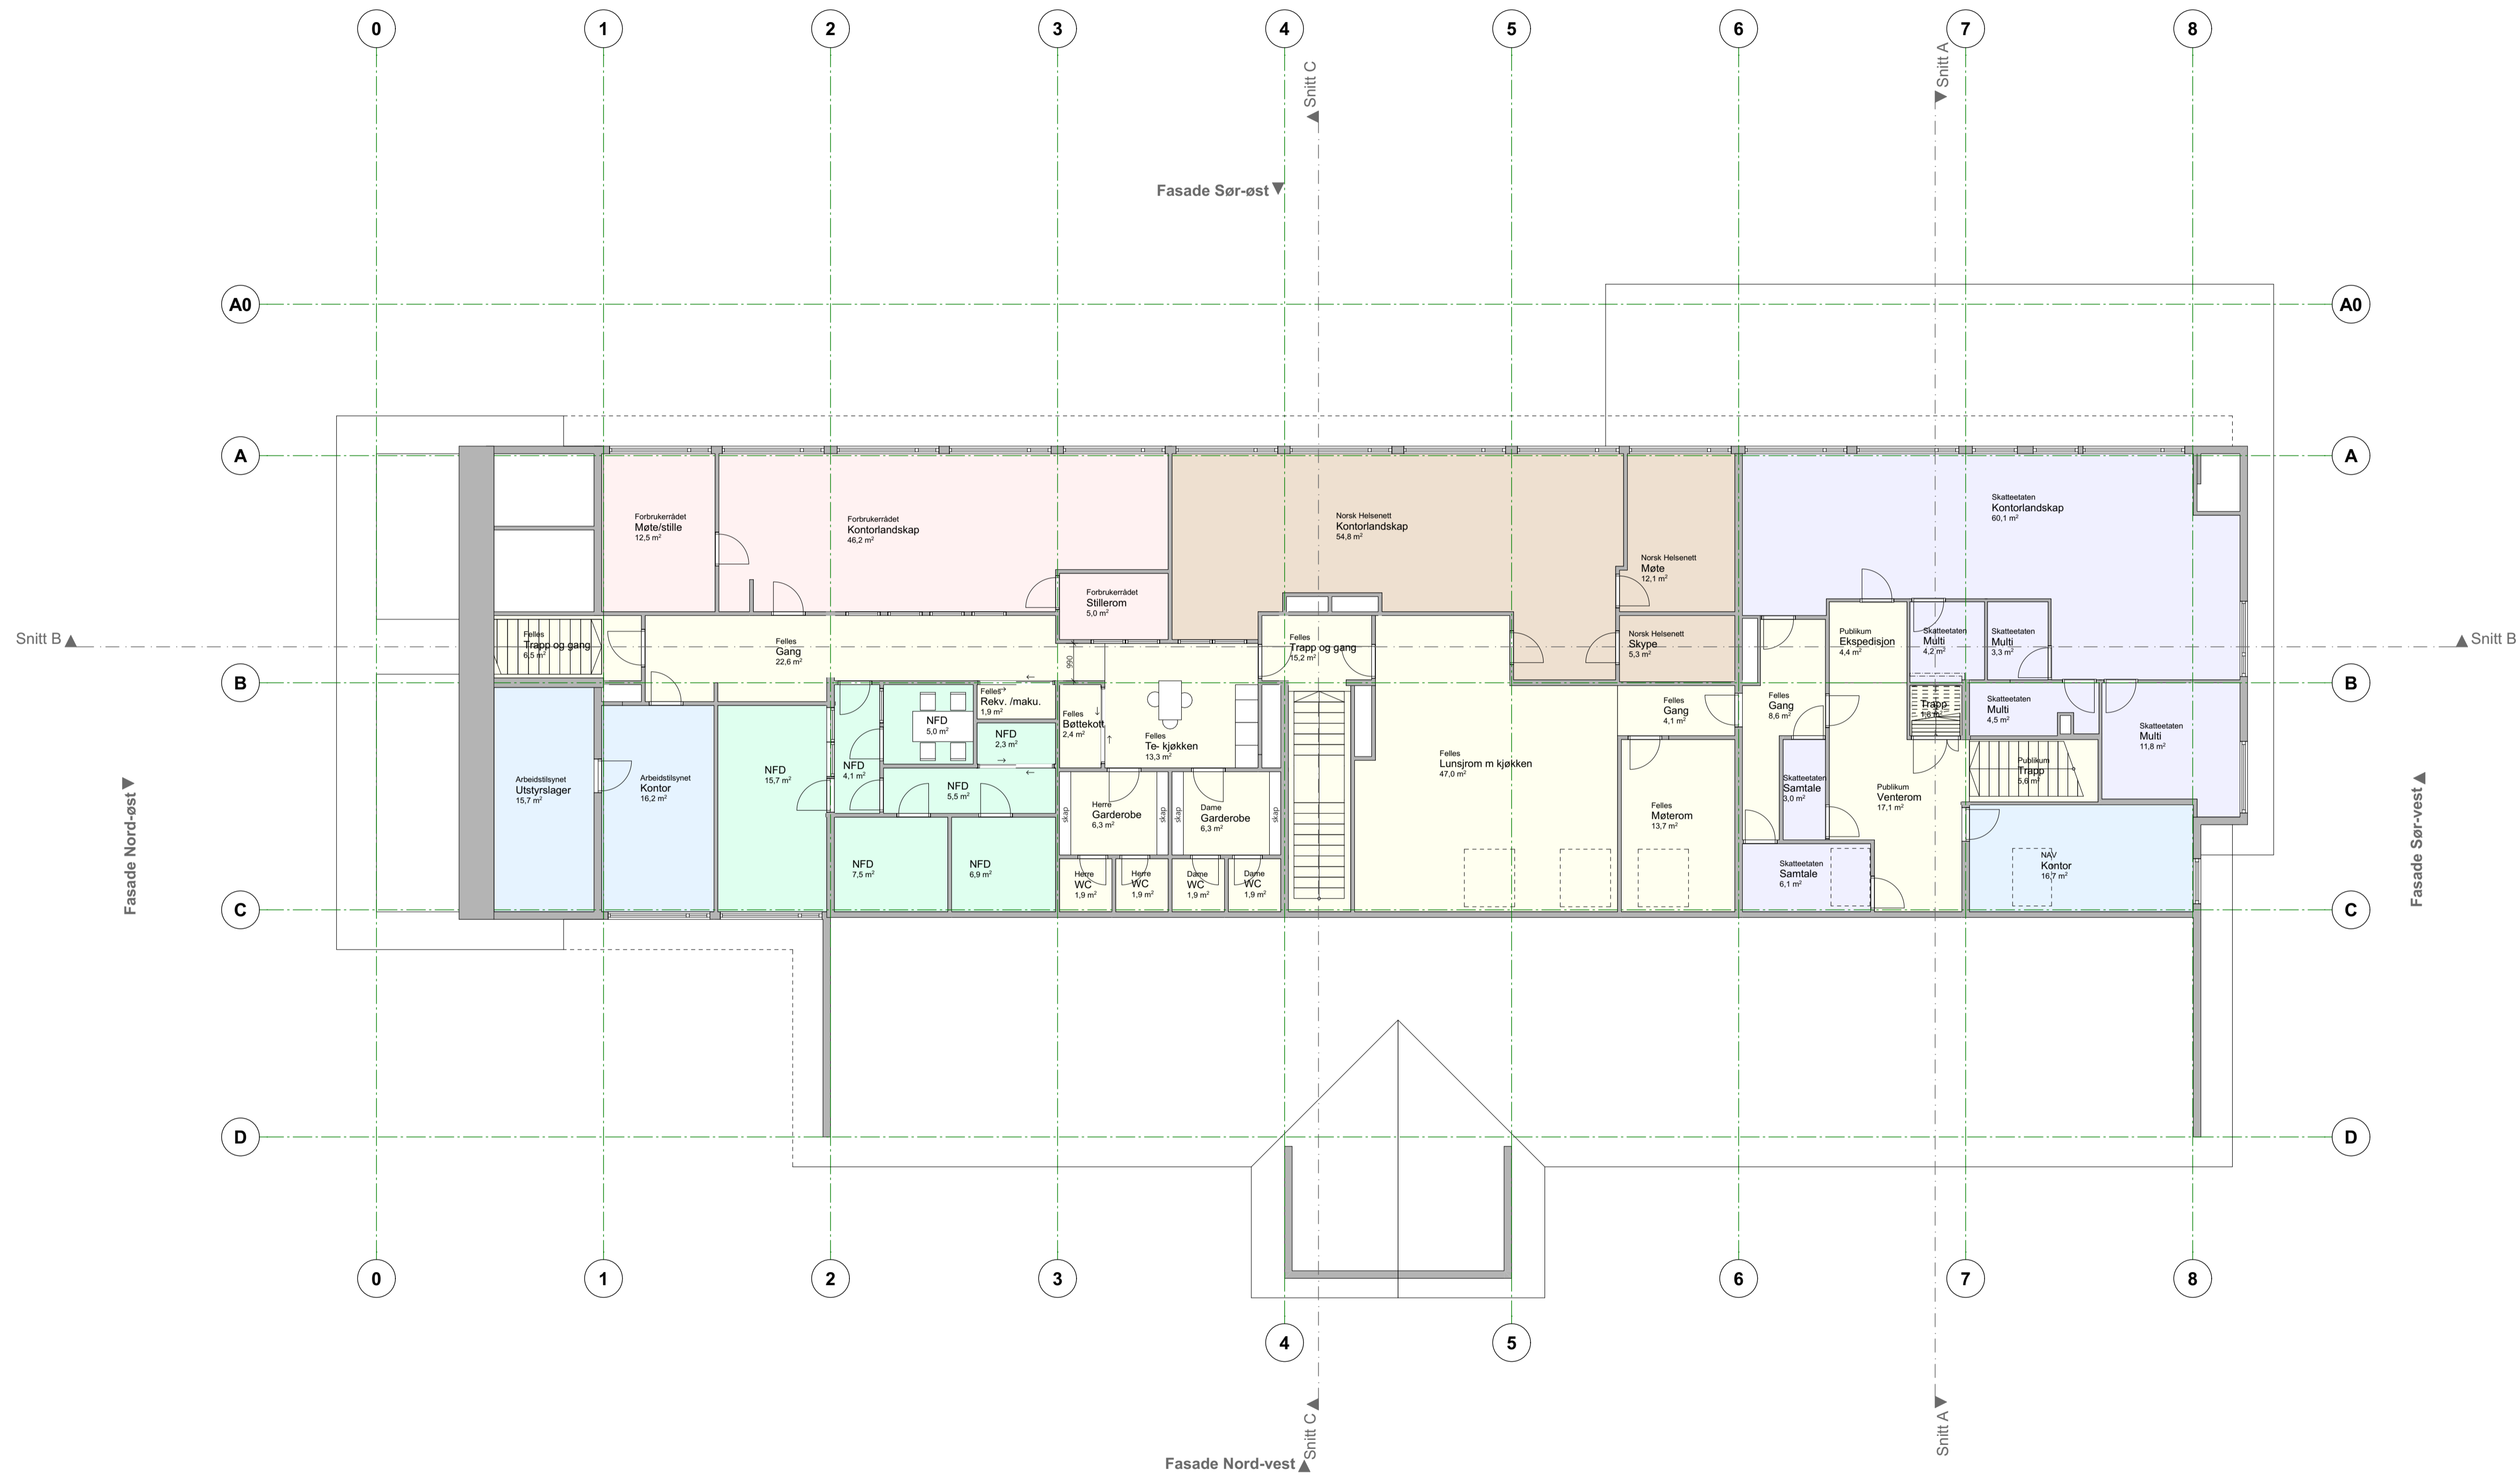 0 1 2 3 4 5 6 7 8
Snitt C
Snitt A
Fasade Sør-øst
A0 A0
A A
Forbrukerrådet
Møte/stille
12,5 m²
Forbrukerrådet
Kontorlandskap
46,2 m²
Norsk Helsenett
Kontorlandskap
54,8 m²
Skatteetaten
Kontorlandskap
60,1 m²
Norsk Helsenett
Møte
12,1 m²
Forbrukerrådet
Stillerom
5,0 m²
Snitt B
Felles
Trapp og gang
6,5 m²
Felles
Gang
22,6 m²
990
Felles
Trapp og gang
15,2 m²
Norsk Helsenett
Skype
5,3 m²
Publikum
Ekspedisjon
4,4 m²
Skatteetaten
Multi
4,2 m²
Skatteetaten
Multi
3,3 m²
Snitt B
B B
Felles
Rekv. /maku.
1,9 m²
Felles
Bøttekott
2,4 m²
NFD
5,0 m²
NFD
2,3 m²
Felles
Te- kjøkken
13,3 m²
Felles
Gang
4,1 m²
Felles
Gang
8,6 m²
Trapp
1,6 m²
Skatteetaten
Multi
4,5 m²
Skatteetaten
Multi
11,8 m²
Arbeidstilsynet
Utstyrslager
15,7 m²
Arbeidstilsynet
Kontor
16,2 m²
NFD
15,7 m²
NFD
4,1 m²
NFD
5,5 m²
Felles
Lunsjrom m kjøkken
47,0 m²
Publikum
Trapp
5,6 m²
Skatteetaten
Samtale
3,0 m²
Publikum
Venterom
17,1 m²
skap
Herre
Garderobe
6,3 m²
skap
skap
Dame
Garderobe
6,3 m²
skap
Felles
Møterom
13,7 m²
Fasade Nord-øst
Fasade Sør-vest
NFD
7,5 m²
NFD
6,9 m²
Herre
WC
1,9 m²
Herre
WC
1,9 m²
Dame
WC
1,9 m²
Dame
WC
1,9 m²
Skatteetaten
Samtale
6,1 m²
NAV
Kontor
16,7 m²
C C
D D
0 1 2 3 6 7 8
4 5
Snitt C
Snitt A
Fasade Nord-vest